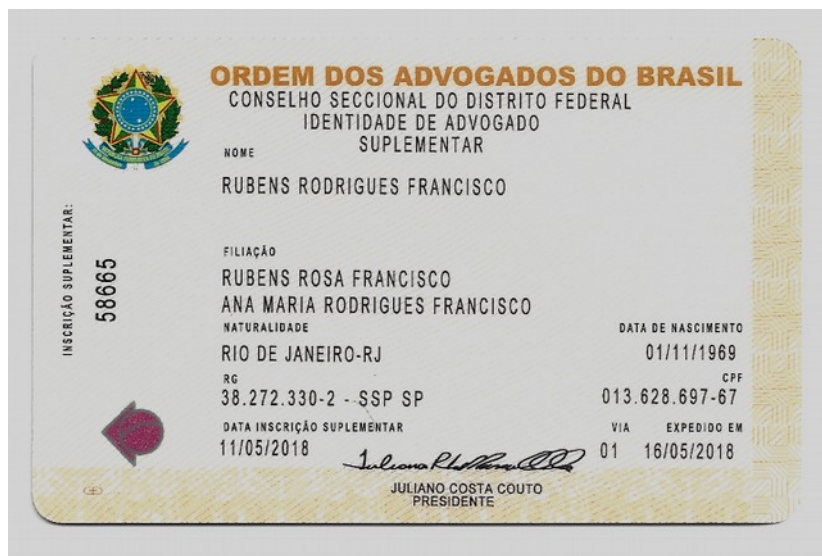 ORDEM DOS ADVOGADOS DO BRASIL
CONSELHO SECCIONAL DO DISTRITO FEDERAL
IDENTIDADE DE ADVOGADO
SUPLEMENTAR
NOME
RUBENS RODRIGUES FRANCISCO
INSCRIÇÃO SUPLEMENTAR:
58665
FILIAÇÃO
RUBENS ROSA FRANCISCO
ANA MARIA RODRIGUES FRANCISCO
NATURALIDADE DATA DE NASCIMENTO
RIO DE JANEIRO-RJ 01/11/1969
RG CPF
38.272.330-2 - SSP SP 013.628.697-67
DATA INSCRIÇÃO SUPLEMENTAR VIA EXPEDIDO EM
11/05/2018 01 16/05/2018
JULIANO COSTA COUTO
PRESIDENTE